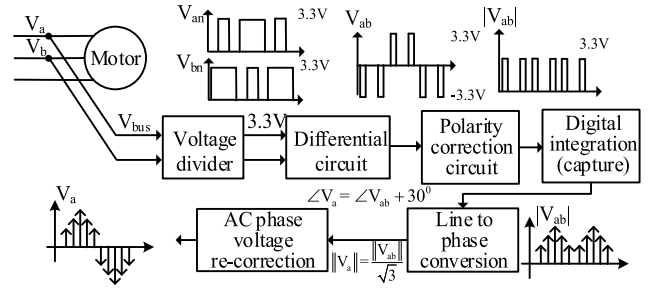 Va
Vb
Motor
Van
3.3V
Vbn
3.3V
Vab
3.3V
-3.3V
|Vab|
3.3V
Vbus
Voltage
divider
3.3V
Differential
circuit
Polarity
correction
circuit
Digital
integration
(capture)
Va
AC phase
voltage
re-correction
∠Va = ∠Vab + 30⁰
‖Va‖ = ‖Vab‖/√3
Line to
phase
conversion
|Vab|